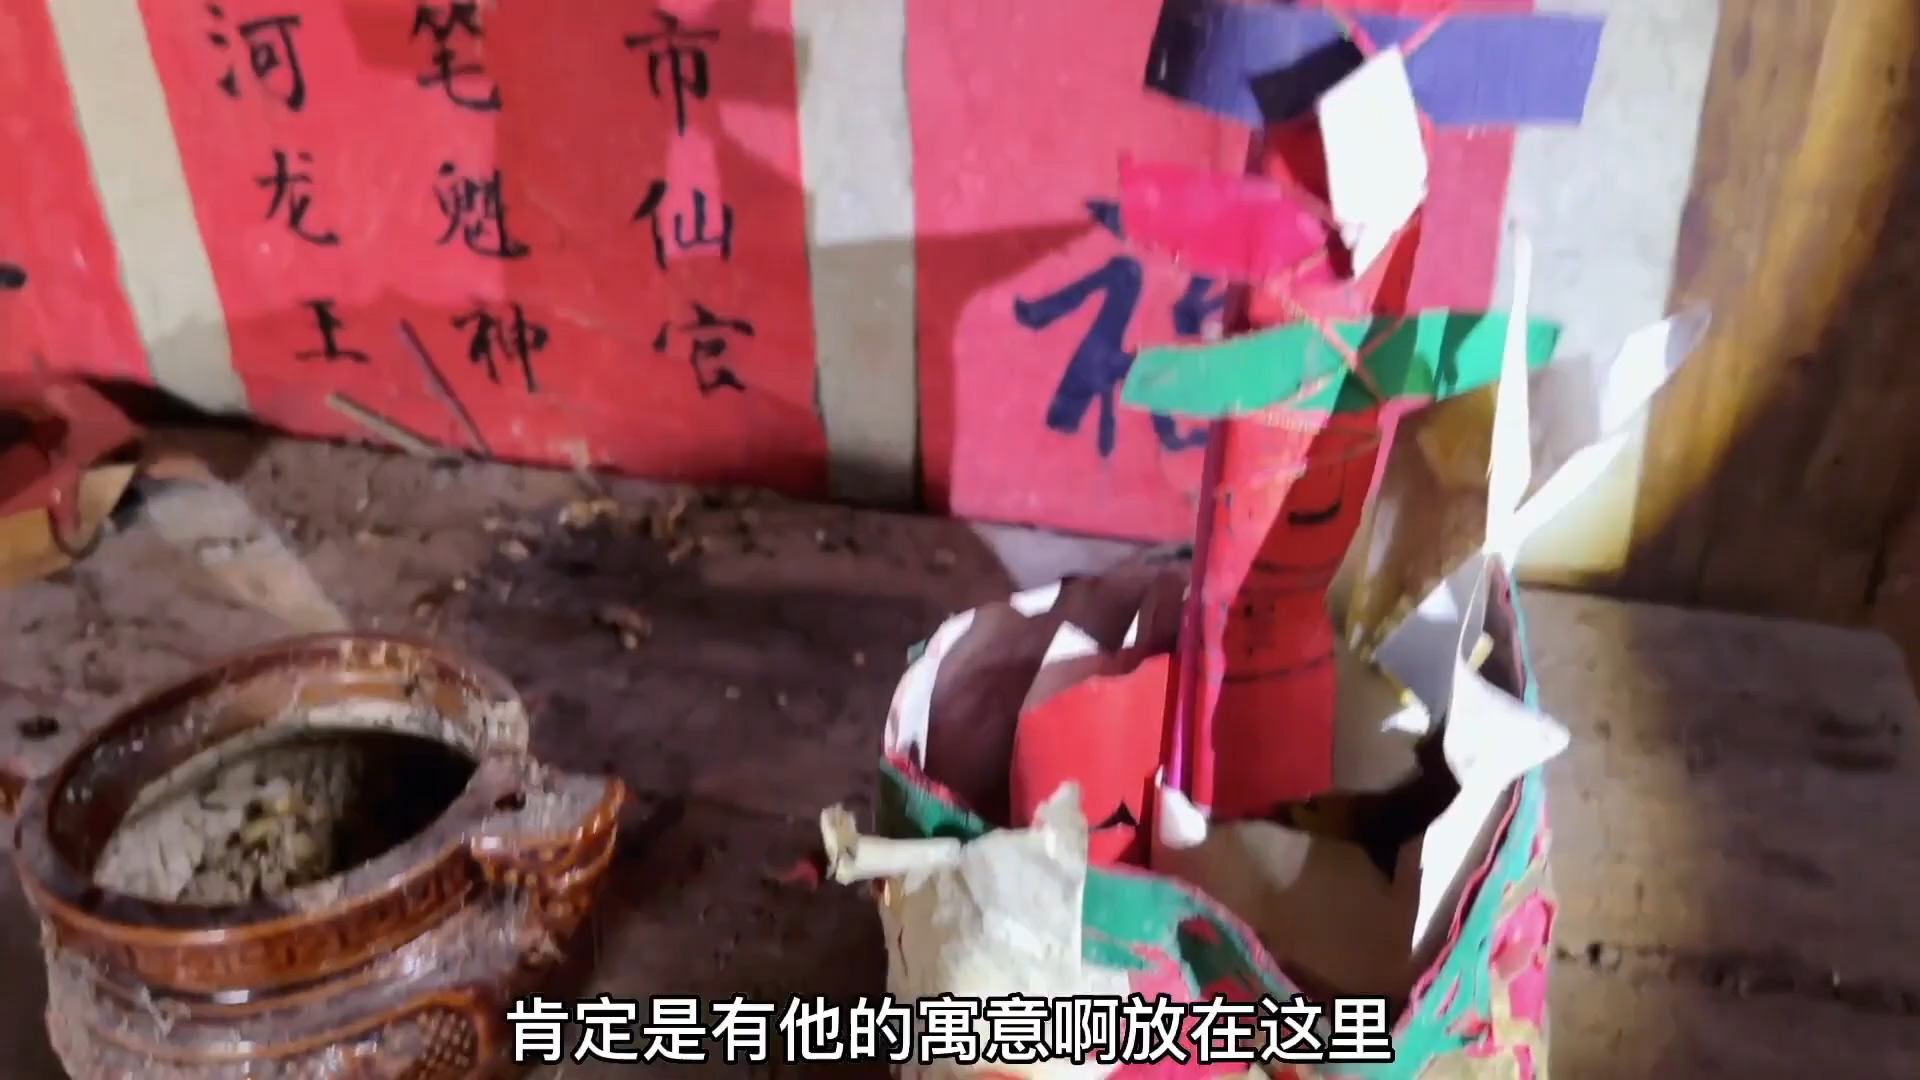 河龙王
笔魁神
市仙官
福
肯定是有他的寓意啊放在这里